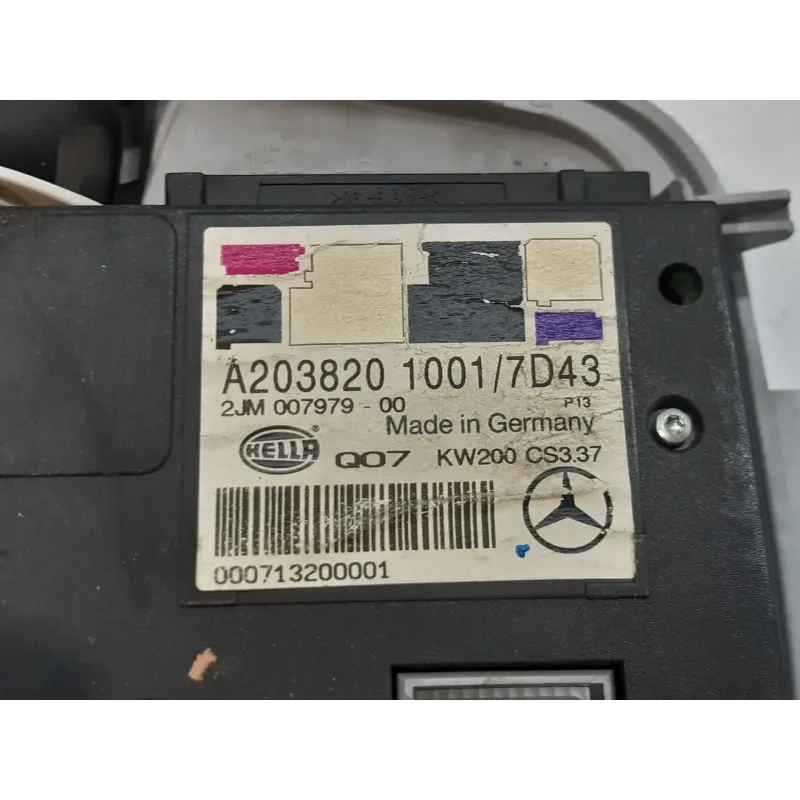 A203820 1001/7D43
2JM 007979-00 P13
Made in Germany
HELLA ® Q07 KW200 CS3.37
000713200001